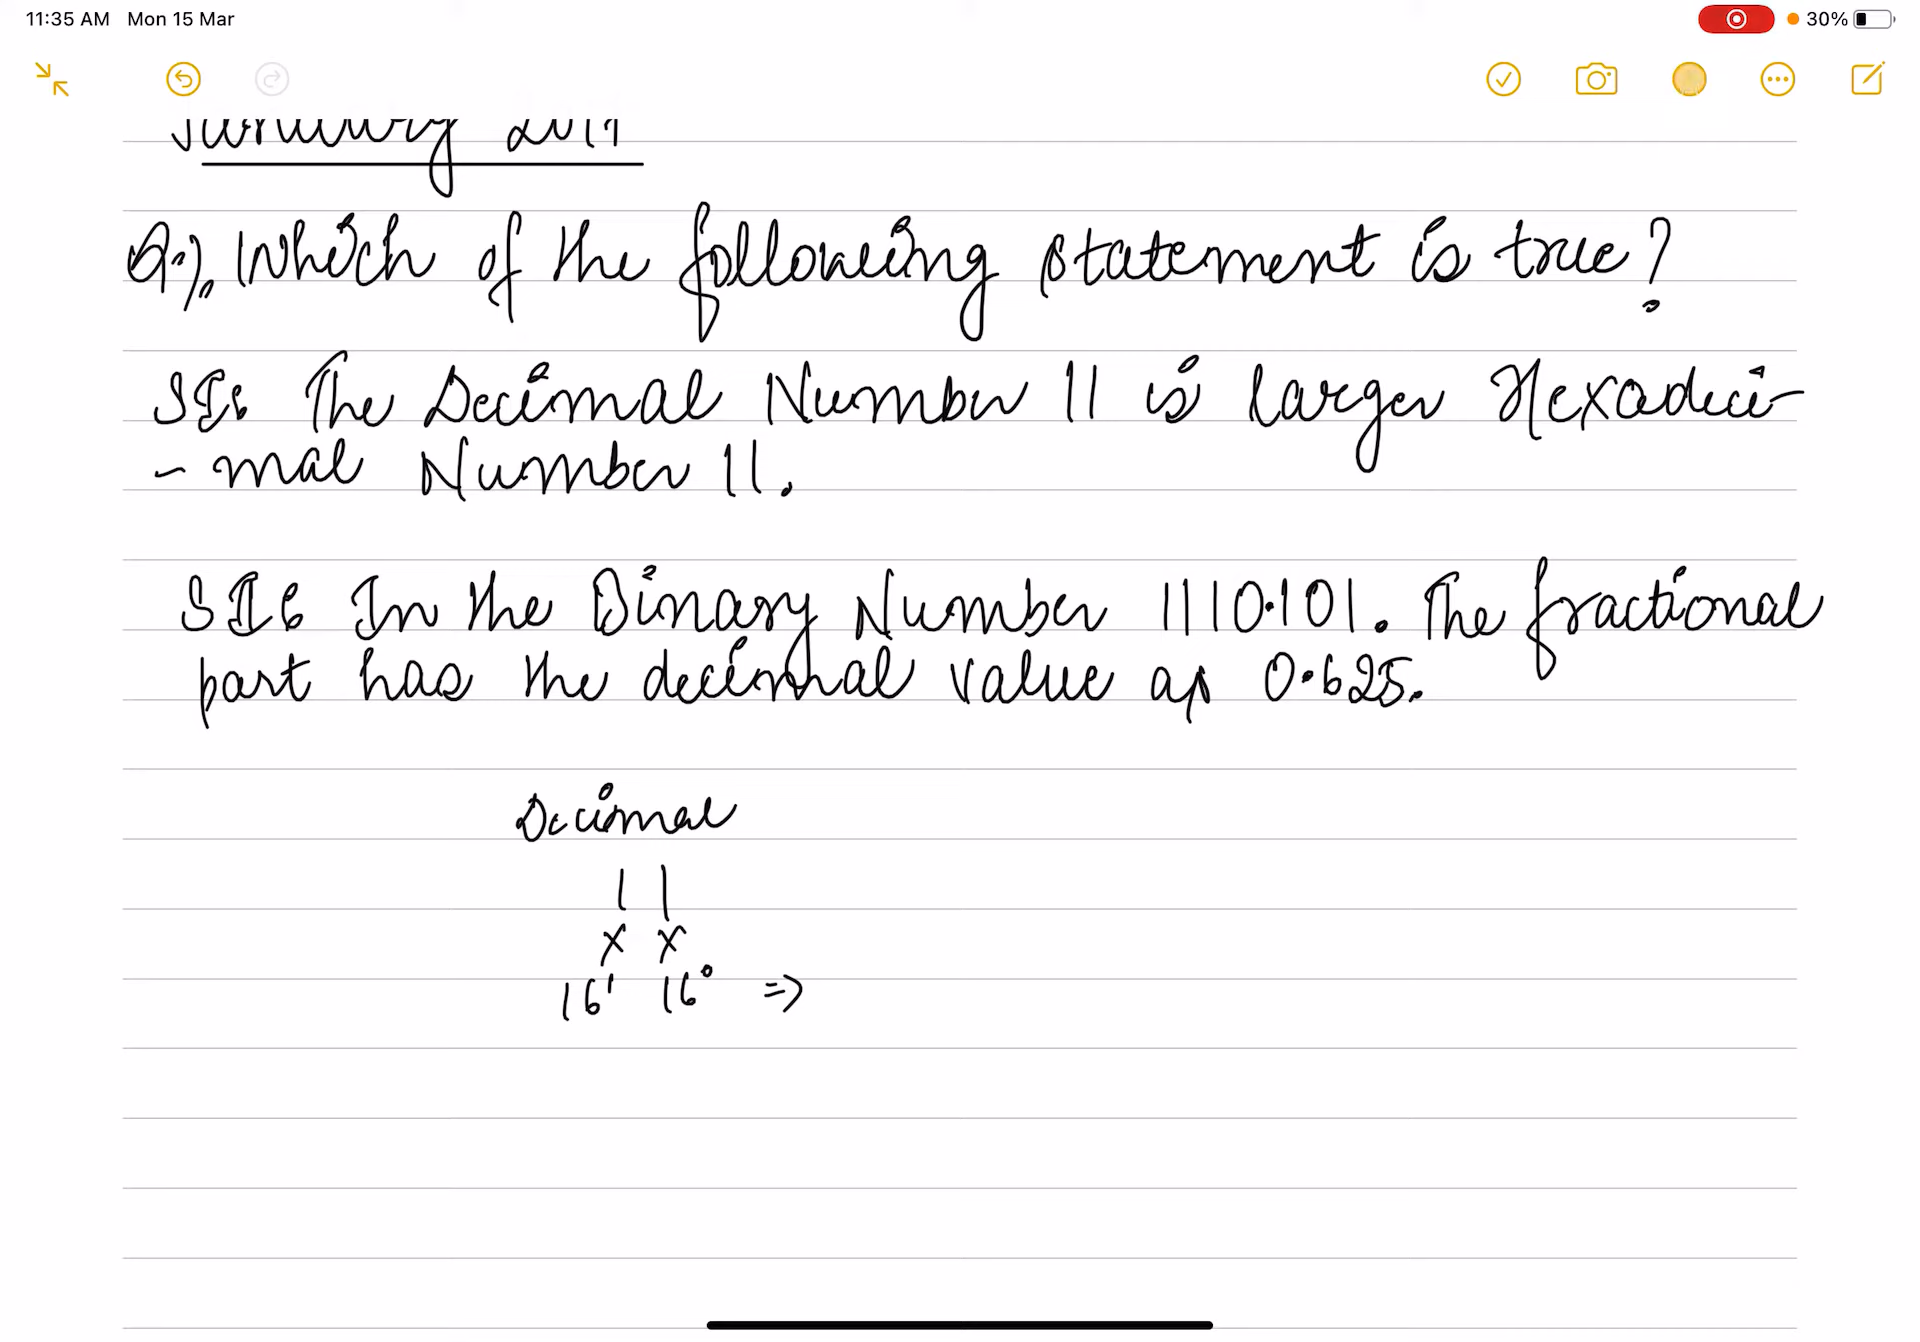 11:35 AM Mon 15 Mar
30%
January 2019
Q:). Which of the following statement is true?
SI: The Decimal Number 11 is larger Hexadeci-
- mal Number 11.
SII: In the Binary Number 1110.101. The fractional
part has the decimal value as 0.625.
Decimal
1 1
x x
16¹ 16⁰ =>